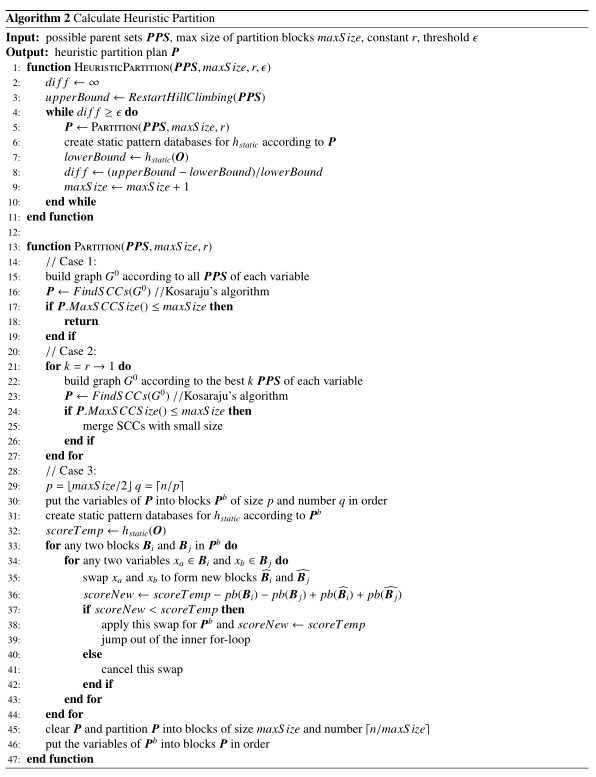 Algorithm 2 Calculate Heuristic Partition
Input: possible parent sets PPS, max size of partition blocks maxSize, constant r, threshold ϵ
Output: heuristic partition plan P
1: function HeuristicPartition(PPS, maxSize, r, ϵ)
2: diff ← ∞
3: upperBound ← RestartHillClimbing(PPS)
4: while diff ≥ ϵ do
5: P ← Partition(PPS, maxSize, r)
6: create static pattern databases for h_static according to P
7: lowerBound ← h_static(O)
8: diff ← (upperBound − lowerBound)/lowerBound
9: maxSize ← maxSize + 1
10: end while
11: end function
12:
13: function Partition(PPS, maxSize, r)
14: // Case 1:
15: build graph G⁰ according to all PPS of each variable
16: P ← FindSCCs(G⁰) //Kosaraju's algorithm
17: if P.MaxSCCSize() ≤ maxSize then
18: return
19: end if
20: // Case 2:
21: for k = r → 1 do
22: build graph G⁰ according to the best k PPS of each variable
23: P ← FindSCCs(G⁰) //Kosaraju's algorithm
24: if P.MaxSCCSize() ≤ maxSize then
25: merge SCCs with small size
26: end if
27: end for
28: // Case 3:
29: p = ⌊maxSize/2⌋ q = ⌈n/p⌉
30: put the variables of P into blocks Pᵇ of size p and number q in order
31: create static pattern databases for h_static according to Pᵇ
32: scoreTemp ← h_static(O)
33: for any two blocks B_i and B_j in Pᵇ do
34: for any two variables x_a ∈ B_i and x_b ∈ B_j do
35: swap x_a and x_b to form new blocks B̂_i and B̂_j
36: scoreNew ← scoreTemp − pb(B_i) − pb(B_j) + pb(B̂_i) + pb(B̂_j)
37: if scoreNew < scoreTemp then
38: apply this swap for Pᵇ and scoreNew ← scoreTemp
39: jump out of the inner for-loop
40: else
41: cancel this swap
42: end if
43: end for
44: end for
45: clear P and partition P into blocks of size maxSize and number ⌈n/maxSize⌉
46: put the variables of Pᵇ into blocks P in order
47: end function